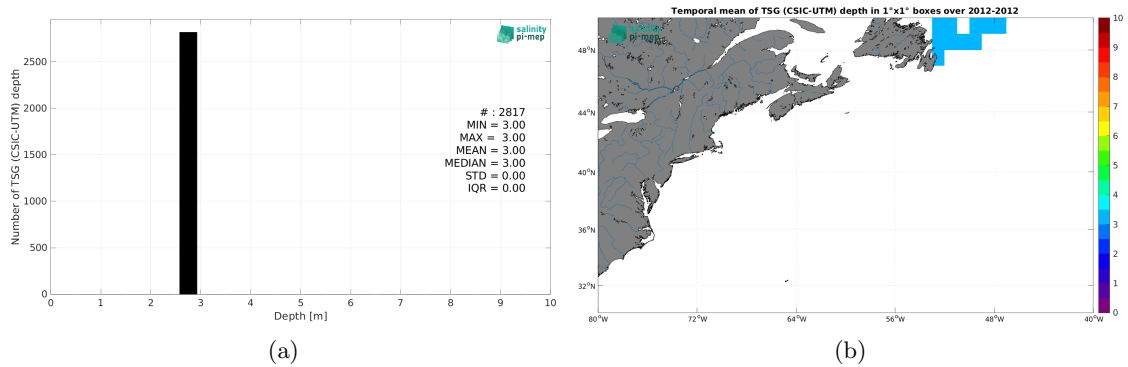 salinity
pi-mep
# : 2817
MIN = 3.00
MAX = 3.00
MEAN = 3.00
MEDIAN = 3.00
STD = 0.00
IQR = 0.00
Number of TSG (CSIC-UTM) depth
2500
2000
1500
1000
500
0
0 1 2 3 4 5 6 7 8 9 10
Depth [m]
(a)
Temporal mean of TSG (CSIC-UTM) depth in 1°x1° boxes over 2012-2012
salinity
pi-mep
48°N
44°N
40°N
36°N
32°N
80°W 72°W 64°W 56°W 48°W 40°W
10
9
8
7
6
5
4
3
2
1
0
(b)